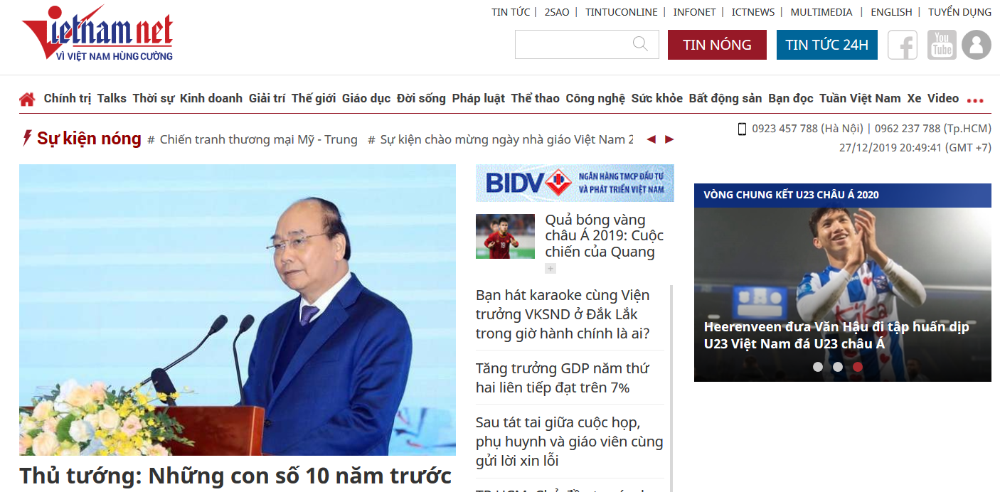 Vietnamnet
VÌ VIỆT NAM HÙNG CƯỜNG
TIN TỨC | 2SAO | TINTUCONLINE | INFONET | ICTNEWS | MULTIMEDIA | ENGLISH | TUYỂN DỤNG
TIN NÓNG
TIN TỨC 24H
You
Tube
Chính trị Talks Thời sự Kinh doanh Giải trí Thế giới Giáo dục Đời sống Pháp luật Thể thao Công nghệ Sức khỏe Bất động sản Bạn đọc Tuần Việt Nam Xe Video
Sự kiện nóng # Chiến tranh thương mại Mỹ - Trung # Sự kiện chào mừng ngày nhà giáo Việt Nam 2
0923 457 788 (Hà Nội) | 0962 237 788 (Tp.HCM)
27/12/2019 20:49:41 (GMT +7)
Thủ tướng: Những con số 10 năm trước
BIDV
NGÂN HÀNG TMCP ĐẦU TƯ
VÀ PHÁT TRIỂN VIỆT NAM
Quả bóng vàng
châu Á 2019: Cuộc
chiến của Quang
Bạn hát karaoke cùng Viện
trưởng VKSND ở Đắk Lắk
trong giờ hành chính là ai?
Tăng trưởng GDP năm thứ
hai liên tiếp đạt trên 7%
Sau tát tai giữa cuộc họp,
phụ huynh và giáo viên cùng
gửi lời xin lỗi
VÒNG CHUNG KẾT U23 CHÂU Á 2020
KiKa
Heerenveen đưa Văn Hậu đi tập huấn dịp
U23 Việt Nam đá U23 châu Á